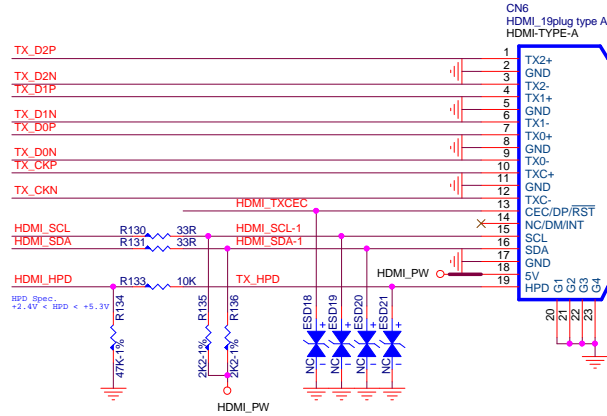 CN6
HDMI_19plug type A
HDMI-TYPE-A
TX_D2P
1
TX2+
2
GND
TX_D2N
3
TX2-
TX_D1P
4
TX1+
5
GND
TX_D1N
6
TX1-
TX_D0P
7
TX0+
8
GND
TX_D0N
9
TX0-
TX_CKP
10
TXC+
11
GND
TX_CKN
12
TXC-
HDMI_TXCEC
13
CEC/DP/RST
14
NC/DM/INT
HDMI_SCL
R130
33R
HDMI_SCL-1
15
SCL
HDMI_SDA
R131
33R
HDMI_SDA-1
16
SDA
17
GND
HDMI_PW
18
5V
HDMI_HPD
R133
10K
TX_HPD
19
HPD
G1
G2
G3
G4
20
21
22
23
HPD Spec.
+2.4V < HPD < +5.3V
R134
47K-1%
R135
2K2-1%
R136
2K2-1%
ESD18
NC
ESD19
NC
ESD20
NC
ESD21
NC
HDMI_PW